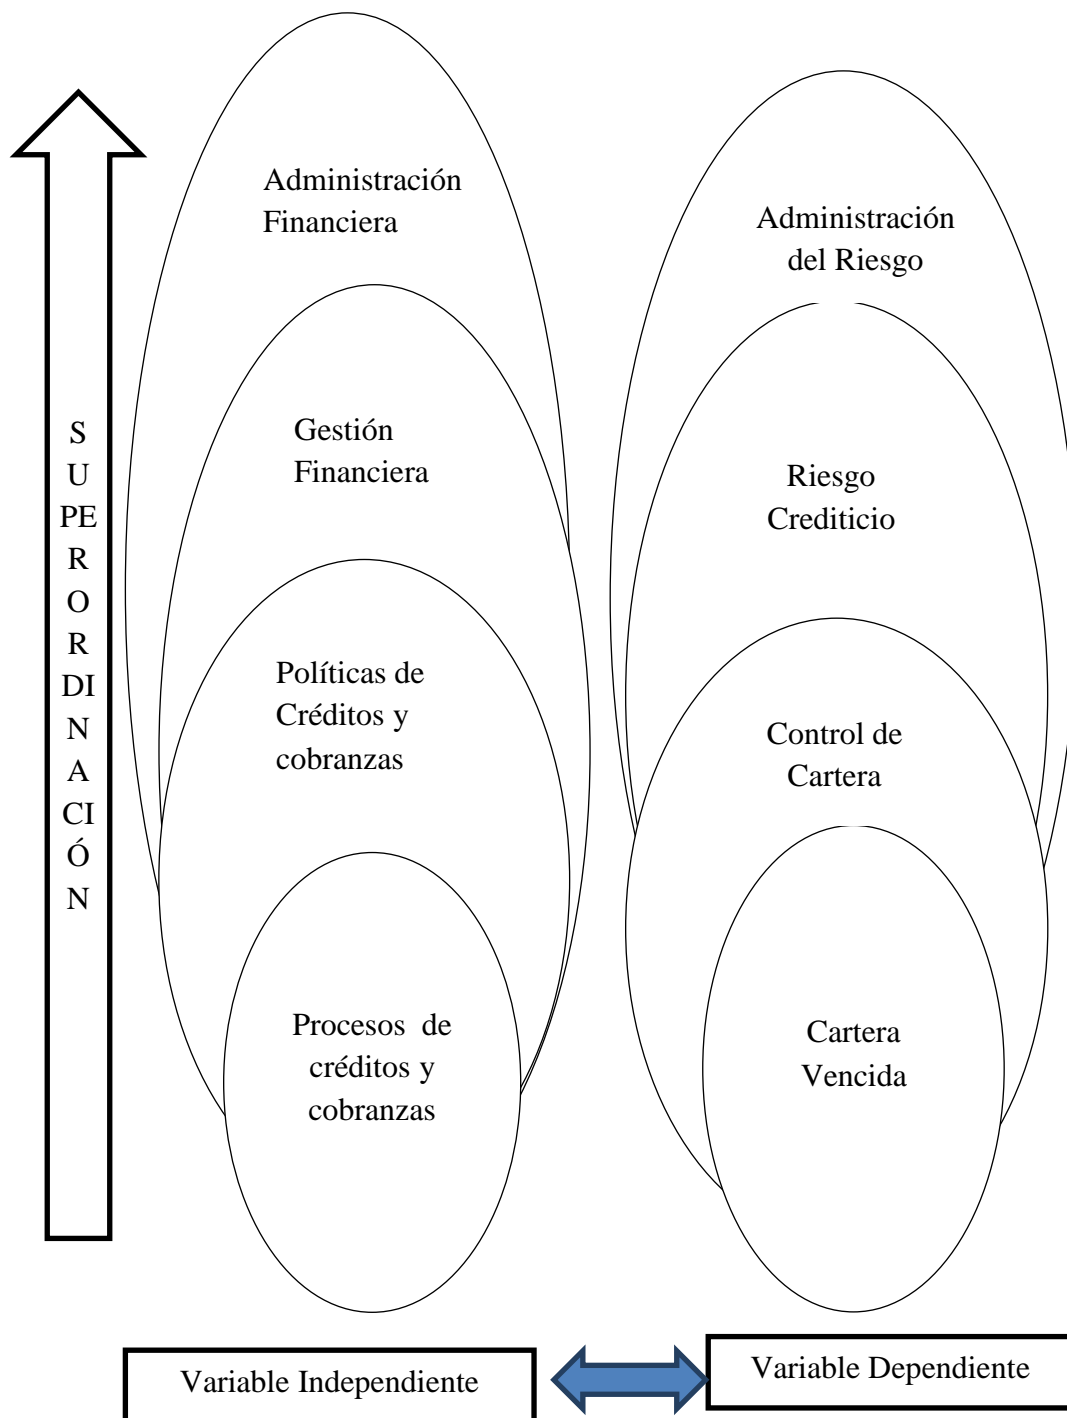 S
U
PE
R
O
R
DI
N
A
CI
Ó
N
Administración
Financiera
Gestión
Financiera
Políticas de
Créditos y
cobranzas
Procesos de
créditos y
cobranzas
Administración
del Riesgo
Riesgo
Crediticio
Control de
Cartera
Cartera
Vencida
Variable Independiente
Variable Dependiente